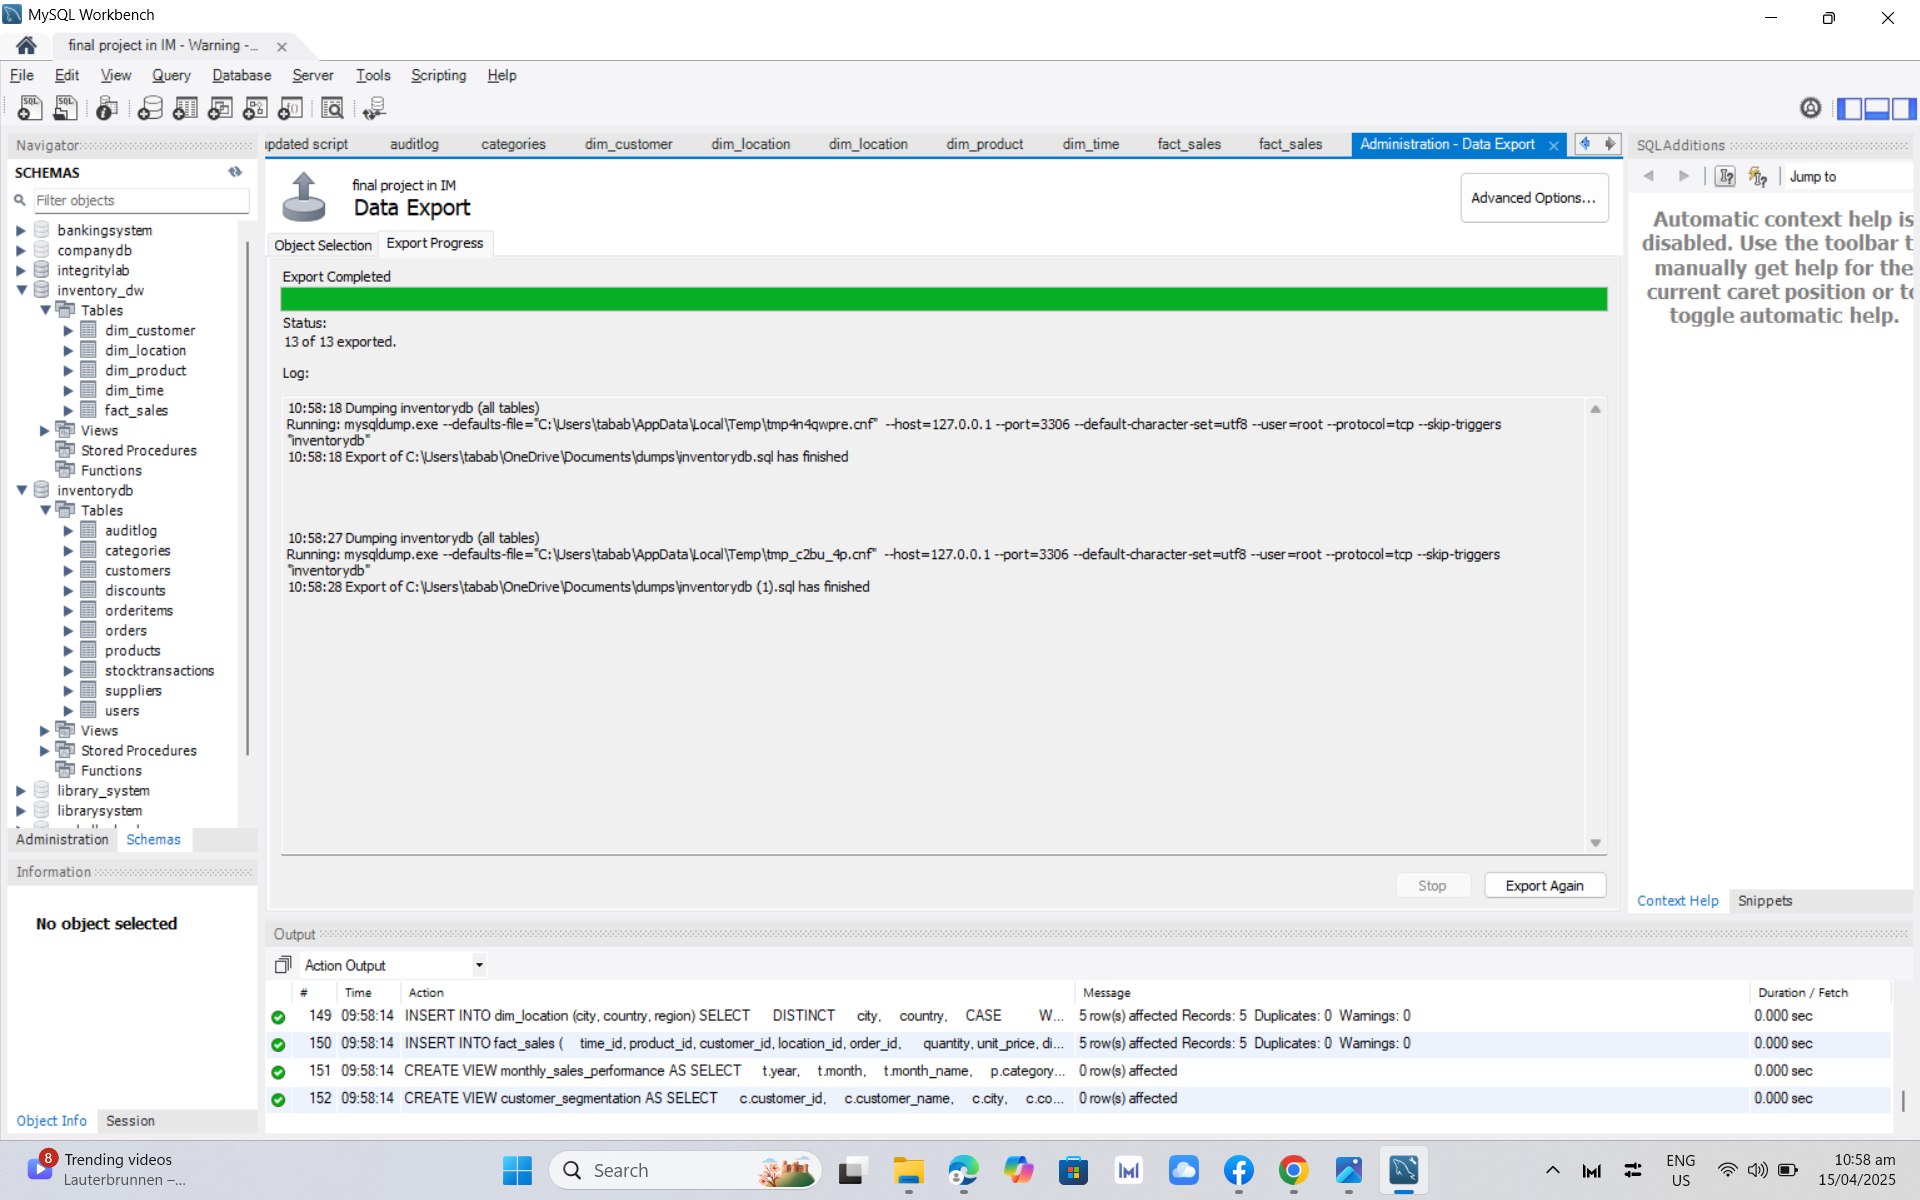 MySQL Workbench
final project in IM - Warning -...
File Edit View Query Database Server Tools Scripting Help
Navigator
SCHEMAS
Filter objects
bankingsystem
companydb
integritylab
inventory_dw
Tables
dim_customer
dim_location
dim_product
dim_time
fact_sales
Views
Stored Procedures
Functions
inventorydb
Tables
auditlog
categories
customers
discounts
orderitems
orders
products
stocktransactions
suppliers
users
Views
Stored Procedures
Functions
library_system
librarysystem
Administration Schemas
Information
No object selected
Object Info Session
updated script auditlog categories dim_customer dim_location dim_location dim_product dim_time fact_sales fact_sales Administration - Data Export
final project in IM
Data Export
Advanced Options...
Object Selection Export Progress
Export Completed
Status:
13 of 13 exported.
Log:
10:58:18 Dumping inventorydb (all tables)
Running: mysqldump.exe --defaults-file="C:\Users\tabab\AppData\Local\Temp\tmp4n4qwpre.cnf" --host=127.0.0.1 --port=3306 --default-character-set=utf8 --user=root --protocol=tcp --skip-triggers
"inventorydb"
10:58:18 Export of C:\Users\tabab\OneDrive\Documents\dumps\inventorydb.sql has finished
10:58:27 Dumping inventorydb (all tables)
Running: mysqldump.exe --defaults-file="C:\Users\tabab\AppData\Local\Temp\tmp_c2bu_4p.cnf" --host=127.0.0.1 --port=3306 --default-character-set=utf8 --user=root --protocol=tcp --skip-triggers
"inventorydb"
10:58:28 Export of C:\Users\tabab\OneDrive\Documents\dumps\inventorydb (1).sql has finished
Stop Export Again
SQLAdditions
Jump to
Automatic context help is
disabled. Use the toolbar t
manually get help for the
current caret position or to
toggle automatic help.
Context Help Snippets
Output
Action Output
# Time Action Message Duration / Fetch
149 09:58:14 INSERT INTO dim_location (city, country, region) SELECT DISTINCT city, country, CASE W... 5 row(s) affected Records: 5 Duplicates: 0 Warnings: 0 0.000 sec
150 09:58:14 INSERT INTO fact_sales ( time_id, product_id, customer_id, location_id, order_id, quantity, unit_price, di... 5 row(s) affected Records: 5 Duplicates: 0 Warnings: 0 0.000 sec
151 09:58:14 CREATE VIEW monthly_sales_performance AS SELECT t.year, t.month, t.month_name, p.category... 0 row(s) affected 0.000 sec
152 09:58:14 CREATE VIEW customer_segmentation AS SELECT c.customer_id, c.customer_name, c.city, c.co... 0 row(s) affected 0.000 sec
8
Trending videos
Lauterbrunnen –...
Search
ENG
US
10:58 am
15/04/2025